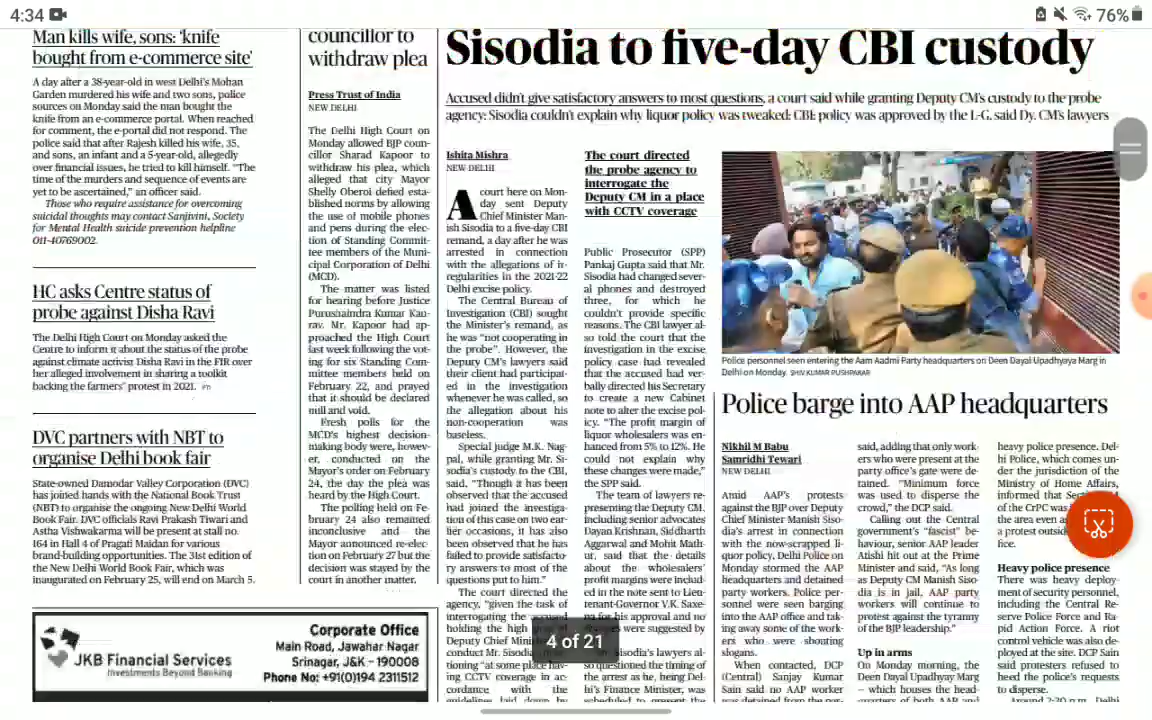 4:34
76%
Man kills wife, sons: 'knife
bought from e-commerce site'
A day after a 38-year-old in west Delhi's Mohan
Garden murdered his wife and two sons, police
sources on Monday said the man bought the
knife from an e-commerce portal. When reached
for comment, the e-portal did not respond. The
police said that after Rajesh killed his wife, 35,
and sons, an infant and a 5-year-old, allegedly
over financial issues, he tried to kill himself. "The
time of the murders and sequence of events are
yet to be ascertained," an officer said.
Those who require assistance for overcoming
suicidal thoughts may contact Sanjivini, Society
for Mental Health suicide prevention helpline
011-40769002.
HC asks Centre status of
probe against Disha Ravi
The Delhi High Court on Monday asked the
Centre to inform it about the status of the probe
against climate activist Disha Ravi in the FIR over
her alleged involvement in sharing a toolkit
backing the farmers' protest in 2021. PTI
DVC partners with NBT to
organise Delhi book fair
State-owned Damodar Valley Corporation (DVC)
has joined hands with the National Book Trust
(NBT) to organise the ongoing New Delhi World
Book Fair. DVC officials Ravi Prakash Tiwari and
Astha Vishwakarma will be present at stall no.
164 in Hall 4 of Pragati Maidan for various
brand-building opportunities. The 31st edition of
the New Delhi World Book Fair, which was
inaugurated on February 25, will end on March 5.
councillor to
withdraw plea
Press Trust of India
NEW DELHI
The Delhi High Court on
Monday allowed BJP coun-
cillor Sharad Kapoor to
withdraw his plea, which
alleged that city Mayor
Shelly Oberoi defied esta-
blished norms by allowing
the use of mobile phones
and pens during the elec-
tion of Standing Commit-
tee members of the Muni-
cipal Corporation of Delhi
(MCD).
The matter was listed
for hearing before Justice
Purushaindra Kumar Kau-
rav. Mr. Kapoor had ap-
proached the High Court
last week following the vot-
ing for six Standing Com-
mittee members held on
February 22, and prayed
that it should be declared
null and void.
Fresh polls for the
MCD's highest decision-
making body were, howev-
er, conducted on the
Mayor's order on February
24, the day the plea was
heard by the High Court.
The polling held on Fe-
bruary 24 also remained
inconclusive and the
Mayor announced re-elec-
tion on February 27 but the
decision was stayed by the
court in another matter.
JKB Financial Services
Investments Beyond Banking
Corporate Office
Main Road, Jawahar Nagar
Srinagar, J&K – 190008
Phone No: +91(0)194 2311512
Sisodia to five-day CBI custody
Accused didn't give satisfactory answers to most questions, a court said while granting Deputy CM's custody to the probe
agency; Sisodia couldn't explain why liquor policy was tweaked: CBI; policy was approved by the L-G. said Dy. CM's lawyers
Ishita Mishra
NEW DELHI
A court here on Mon-
day sent Deputy
Chief Minister Man-
ish Sisodia to a five-day CBI
remand, a day after he was
arrested in connection
with the allegations of ir-
regularities in the 2021-22
Delhi excise policy.
The Central Bureau of
Investigation (CBI) sought
the Minister's remand, as
he was "not cooperating in
the probe". However, the
Deputy CM's lawyers said
their client had participat-
ed in the investigation
whenever he was called, so
the allegation about his
non-cooperation was
baseless.
Special judge M.K. Nag-
pal, while granting Mr. Si-
sodia's custody to the CBI,
said, "Though it has been
observed that the accused
had joined the investiga-
tion of this case on two ear-
lier occasions, it has also
been observed that he has
failed to provide satisfacto-
ry answers to most of the
questions put to him."
The court directed the
agency, "given the task of
interrogating the accused
holding the high
Deputy Chief
conduct Mr. Sisodia
tioning "at some place hav-
ing CCTV coverage in ac-
cordance with the
guidelines laid down by
The court directed
the probe agency to
interrogate the
Deputy CM in a place
with CCTV coverage
Public Prosecutor (SPP)
Pankaj Gupta said that Mr.
Sisodia had changed sever-
al phones and destroyed
three, for which he
couldn't provide specific
reasons. The CBI lawyer al-
so told the court that the
investigation in the excise
policy case had revealed
that the accused had ver-
bally directed his Secretary
to create a new Cabinet
note to alter the excise pol-
icy. "The profit margin of
liquor wholesalers was en-
hanced from 5% to 12%. He
could not explain why
these changes were made,"
the SPP said.
The team of lawyers re-
presenting the Deputy CM,
including senior advocates
Dayan Krishnan, Siddharth
Aggarwal and Mohit Math-
ur, said that the details
about the wholesalers'
profit margins were includ-
ed in the note sent to Lieu-
tenant-Governor V.K. Saxe-
na for his approval and no
were suggested by
Sisodia's lawyers al-
so questioned the timing of
the arrest as he, being Del-
hi's Finance Minister, was
scheduled to present the
4 of 21
Police personnel seen entering the Aam Aadmi Party headquarters on Deen Dayal Upadhyaya Marg in
Delhi on Monday. SHIV KUMAR PUSHPAKAR
Police barge into AAP headquarters
Nikhil M Babu
Samridhi Tewari
NEW DELHI
Amid AAP's protests
against the BJP over Deputy
Chief Minister Manish Siso-
dia's arrest in connection
with the now-scrapped li-
quor policy, Delhi Police on
Monday stormed the AAP
headquarters and detained
party workers. Police per-
sonnel were seen barging
into the AAP office and tak-
ing away some of the work-
ers who were shouting
slogans.
When contacted, DCP
(Central) Sanjay Kumar
Sain said no AAP worker
was detained from the par-
said, adding that only work-
ers who were present at the
party office's gate were de-
tained. "Minimum force
was used to disperse the
crowd," the DCP said.
Calling out the Central
government's "fascist" be-
haviour, senior AAP leader
Atishi hit out at the Prime
Minister and said, "As long
as Deputy CM Manish Siso-
dia is in jail, AAP party
workers will continue to
protest against the tyranny
of the BJP leadership."
Up in arms
On Monday morning, the
Deen Dayal Upadhyay Marg
– which houses the head-
quarters of both AAP and
heavy police presence. Del-
hi Police, which comes un-
der the jurisdiction of the
Ministry of Home Affairs,
informed that
of the CrPC was
the area even as
a protest outside
fice.
Heavy police presence
There was heavy deploy-
ment of security personnel,
including the Central Re-
serve Police Force and Ra-
pid Action Force. A riot
control vehicle was also de-
ployed at the site. DCP Sain
said protesters refused to
heed the police's requests
to disperse.
Around 2:30 p.m., Delhi